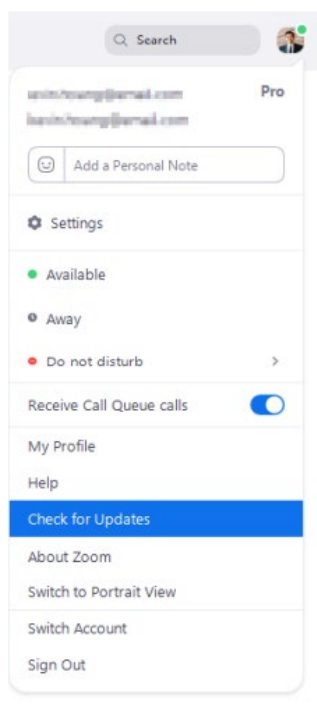 Search
Pro
Add a Personal Note
Settings
Available
Away
Do not disturb
Receive Call Queue calls
My Profile
Help
Check for Updates
About Zoom
Switch to Portrait View
Switch Account
Sign Out